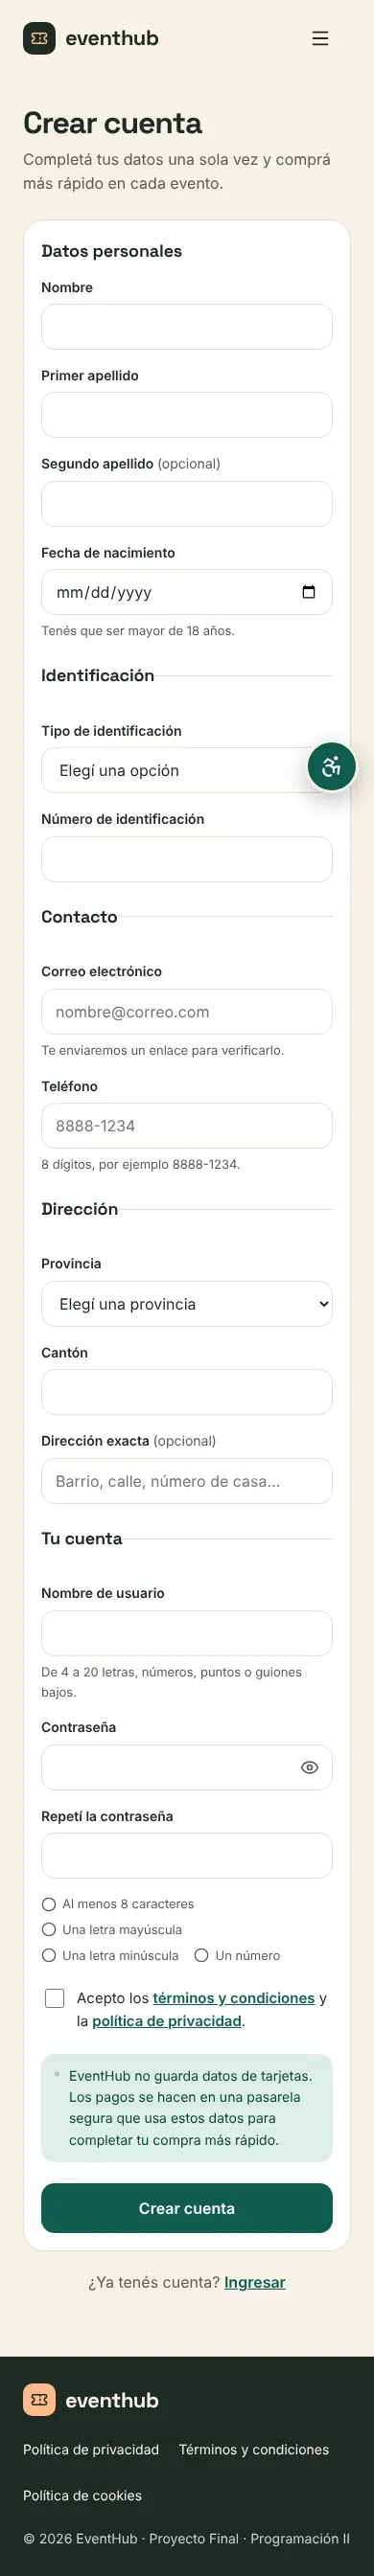 eventhub
Crear cuenta
Completá tus datos una sola vez y comprá
más rápido en cada evento.
Datos personales
Nombre
Primer apellido
Segundo apellido (opcional)
Fecha de nacimiento
mm/dd/yyyy
Tenés que ser mayor de 18 años.
Identificación
Tipo de identificación
Elegí una opción
Número de identificación
Contacto
Correo electrónico
nombre@correo.com
Te enviaremos un enlace para verificarlo.
Teléfono
8888-1234
8 dígitos, por ejemplo 8888-1234.
Dirección
Provincia
Elegí una provincia
Cantón
Dirección exacta (opcional)
Barrio, calle, número de casa...
Tu cuenta
Nombre de usuario
De 4 a 20 letras, números, puntos o guiones
bajos.
Contraseña
Repetí la contraseña
Al menos 8 caracteres
Una letra mayúscula
Una letra minúscula Un número
Acepto los términos y condiciones y
la política de privacidad.
EventHub no guarda datos de tarjetas.
Los pagos se hacen en una pasarela
segura que usa estos datos para
completar tu compra más rápido.
Crear cuenta
¿Ya tenés cuenta? Ingresar
eventhub
Política de privacidad Términos y condiciones
Política de cookies
© 2026 EventHub · Proyecto Final · Programación II